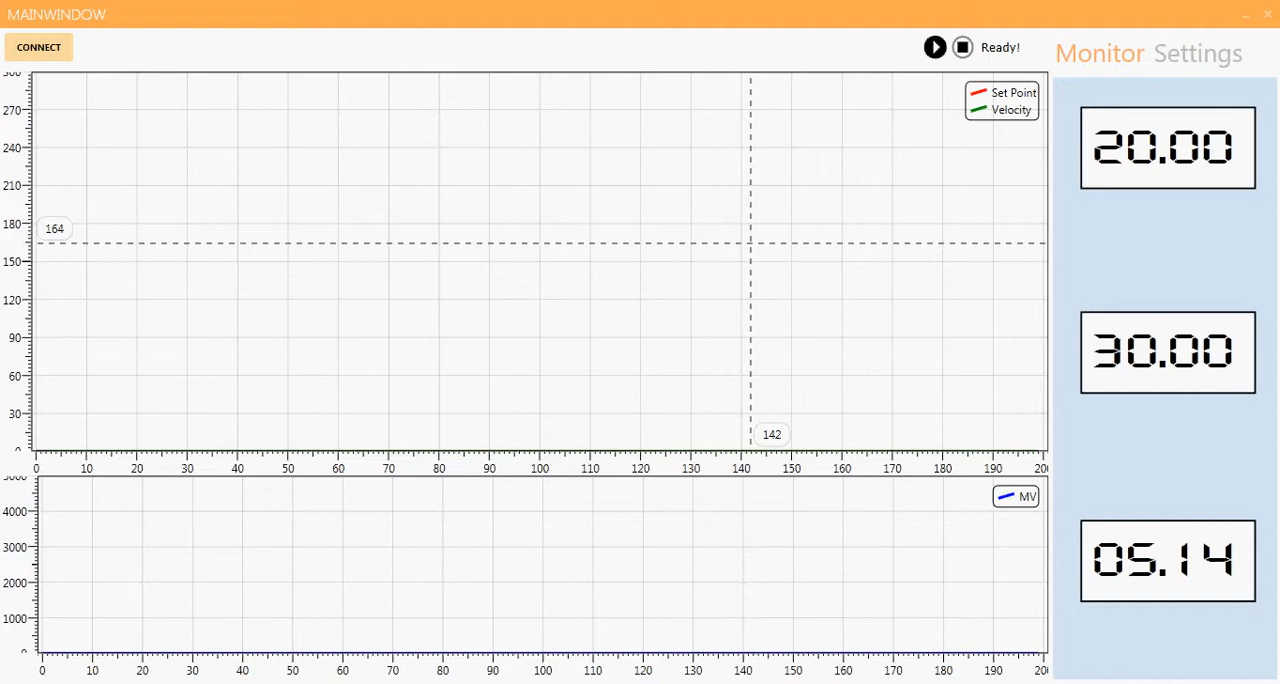 MAINWINDOW
CONNECT
Ready!
Monitor Settings
300
270
240
210
180
150
120
90
60
30
0
164
142
Set Point
Velocity
0 10 20 30 40 50 60 70 80 90 100 110 120 130 140 150 160 170 180 190 200
5000
4000
3000
2000
1000
0
MV
0 10 20 30 40 50 60 70 80 90 100 110 120 130 140 150 160 170 180 190 200
20.00
30.00
05.14